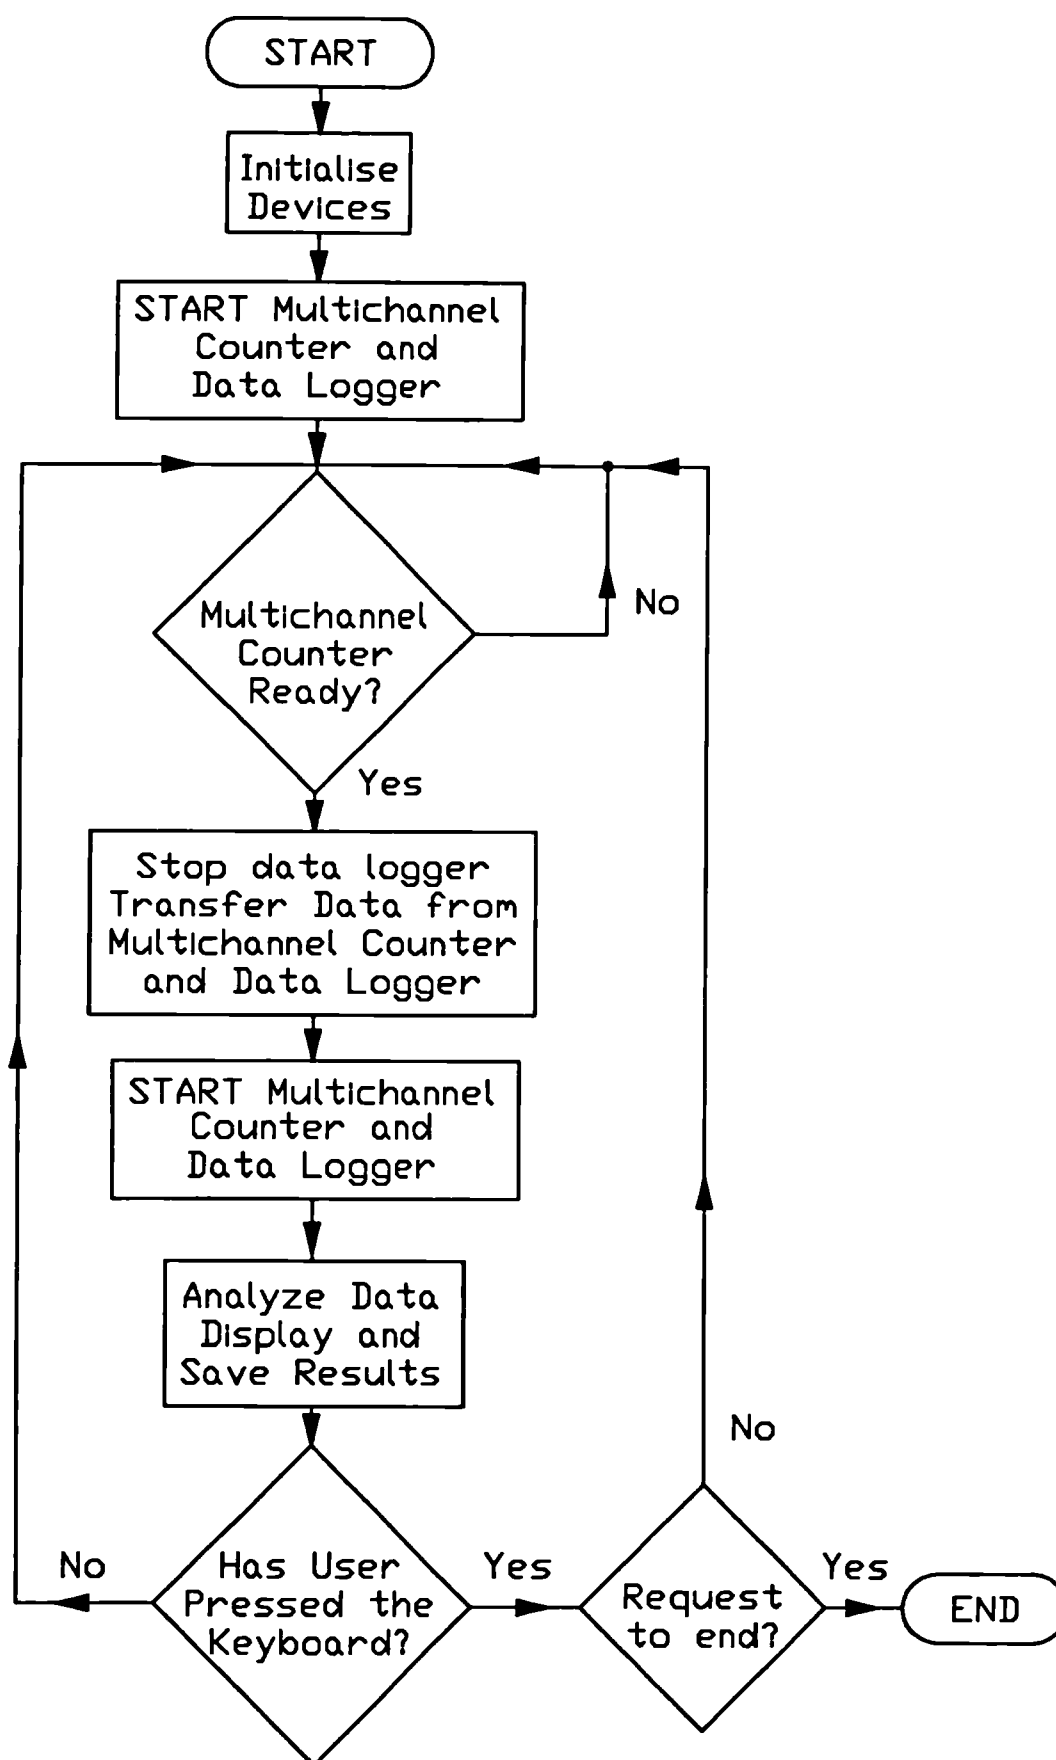 START
Initialise
Devices
START Multichannel
Counter and
Data Logger
Multichannel
Counter
Ready?
No
Yes
Stop data logger
Transfer Data from
Multichannel Counter
and Data Logger
START Multichannel
Counter and
Data Logger
Analyze Data
Display and
Save Results
No
Has User
Pressed the
Keyboard?
Yes
No
Request
to end?
Yes
END